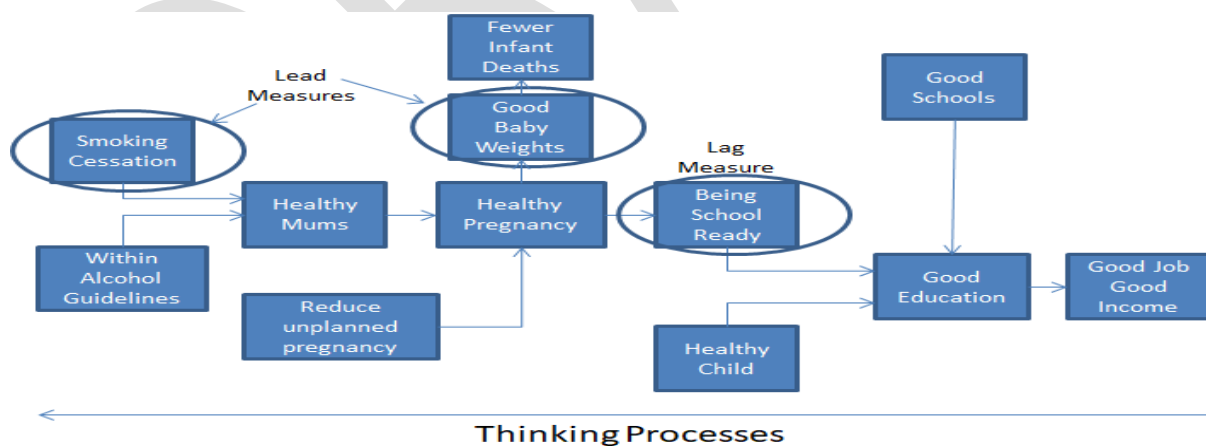 Fewer
Infant
Deaths
Lead
Measures
Good
Schools
Good
Baby
Weights
Smoking
Cessation
Lag
Measure
Being
School
Ready
Healthy
Mums
Healthy
Pregnancy
Within
Alcohol
Guidelines
Good
Education
Good Job
Good
Income
Reduce
unplanned
pregnancy
Healthy
Child
Thinking Processes